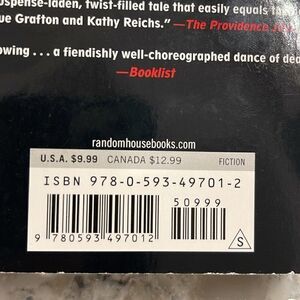 suspense-laden, twist-filled tale that easily equals
ue Grafton and Kathy Reichs." —The Providence
owing . . . a fiendishly well-choreographed dance of
—Booklist
randomhousebooks.com
U.S.A. $9.99 CANADA $12.99 FICTION
ISBN 978-0-593-49701-2
50999
9 780593 497012
S